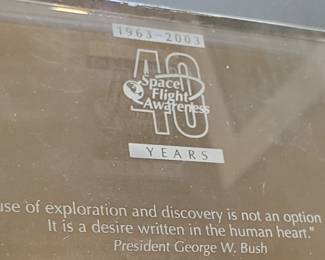 1963-2003
40
Space
Flight
Awareness
YEARS
use of exploration and discovery is not an option
It is a desire written in the human heart."
President George W. Bush